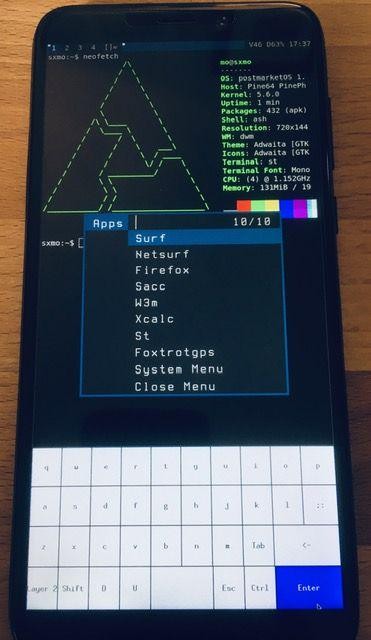 1 2 3 4 []= V46 D63% 17:37
sxmo:~$ neofetch
mo@sxmo
-------
OS: postmarketOS 1.
Host: Pine64 PinePh
Kernel: 5.6.0
Uptime: 1 min
Packages: 432 (apk)
Shell: ash
Resolution: 720x144
WM: dwm
Theme: Adwaita [GTK
Icons: Adwaita [GTK
Terminal: st
Terminal Font: Mono
CPU: (4) @ 1.152GHz
Memory: 131MiB / 19
sxmo:~$
Apps 10/10
Surf
Netsurf
Firefox
Sacc
W3m
Xcalc
St
Foxtrotgps
System Menu
Close Menu
q w e r t y u i o p
a s d f g h j k l ;:
z x c v b n m Tab <-
Layer 2 Shift D U Esc Ctrl Enter